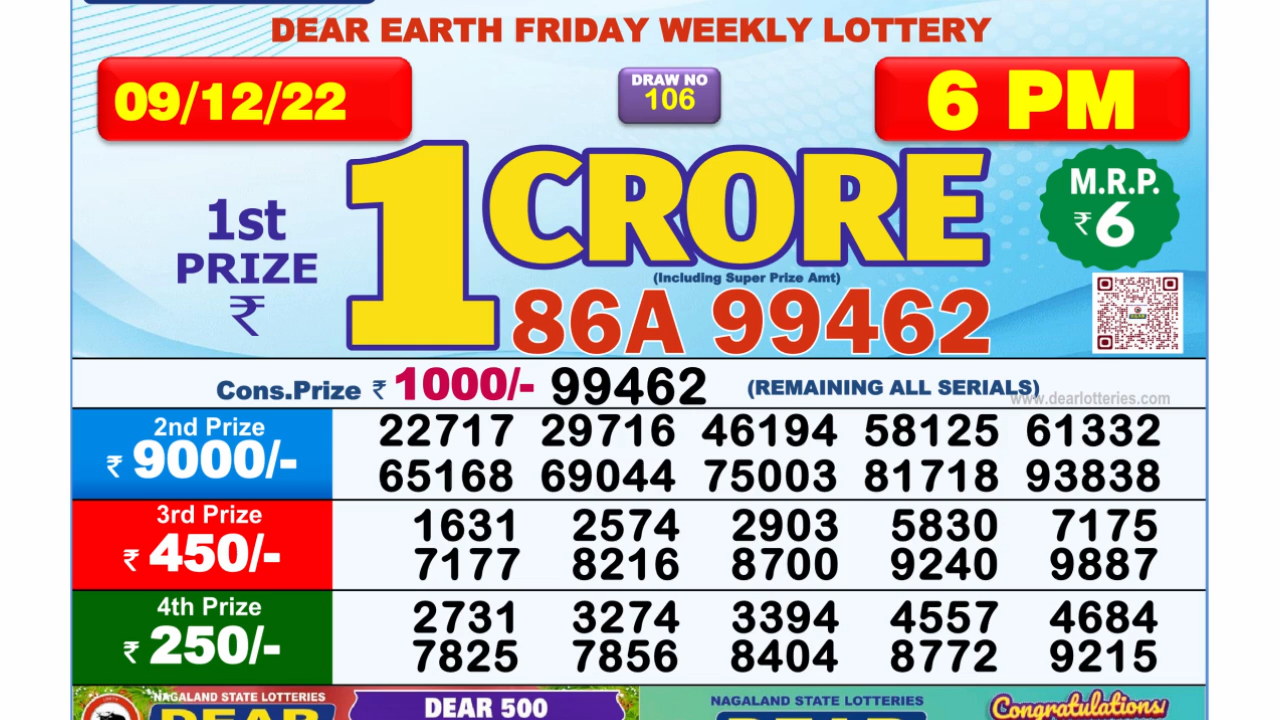 DEAR EARTH FRIDAY WEEKLY LOTTERY
09/12/22
DRAW NO
106
6 PM
1st
PRIZE
₹
1 CRORE
(Including Super Prize Amt)
86A 99462
M.R.P.
₹6
Cons.Prize ₹ 1000/- 99462 (REMAINING ALL SERIALS)
www.dearlotteries.com
2nd Prize
₹ 9000/-
22717 29716 46194 58125 61332
65168 69044 75003 81718 93838
3rd Prize
₹ 450/-
1631 2574 2903 5830 7175
7177 8216 8700 9240 9887
4th Prize
₹ 250/-
2731 3274 3394 4557 4684
7825 7856 8404 8772 9215
NAGALAND STATE LOTTERIES
DEAR
DEAR 500
NAGALAND STATE LOTTERIES
DEAR
Congratulations!